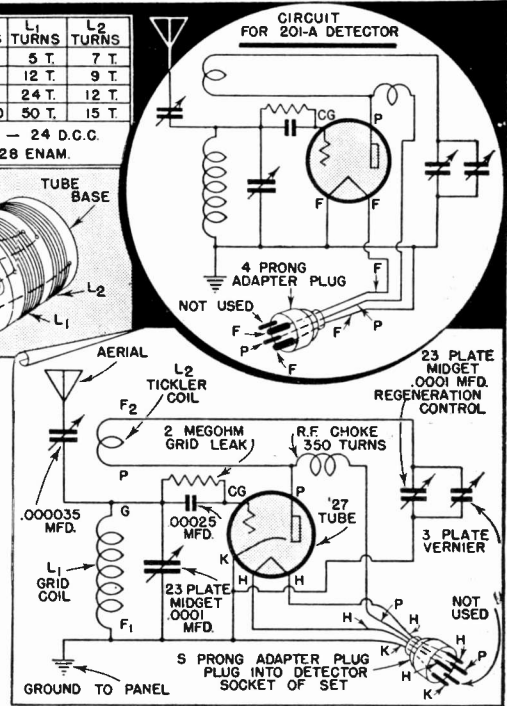 L1 TURNS L2 TURNS
5 T. 7 T.
12 T. 9 T.
24 T. 12 T.
50 T. 15 T.
— 24 D.C.C.
28 ENAM.
TUBE
BASE
L2
L1
CIRCUIT
FOR 201-A DETECTOR
CG
P
F
F
4 PRONG
ADAPTER PLUG
F
NOT USED
F
P
F
F
P
AERIAL
L2
TICKLER
COIL
F2
P
2 MEGOHM
GRID LEAK
R.F. CHOKE
350 TURNS
23 PLATE
MIDGET
.0001 MFD.
REGENERATION
CONTROL
.000035
MFD.
G
CG
.00025
MFD.
P
'27
TUBE
3 PLATE
VERNIER
K
H
H
L1
GRID
COIL
23 PLATE
MIDGET
.0001
MFD.
F1
NOT
USED
H
P
H
K
H
H
P
K
5 PRONG ADAPTER PLUG
PLUG INTO DETECTOR
SOCKET OF SET
GROUND TO PANEL